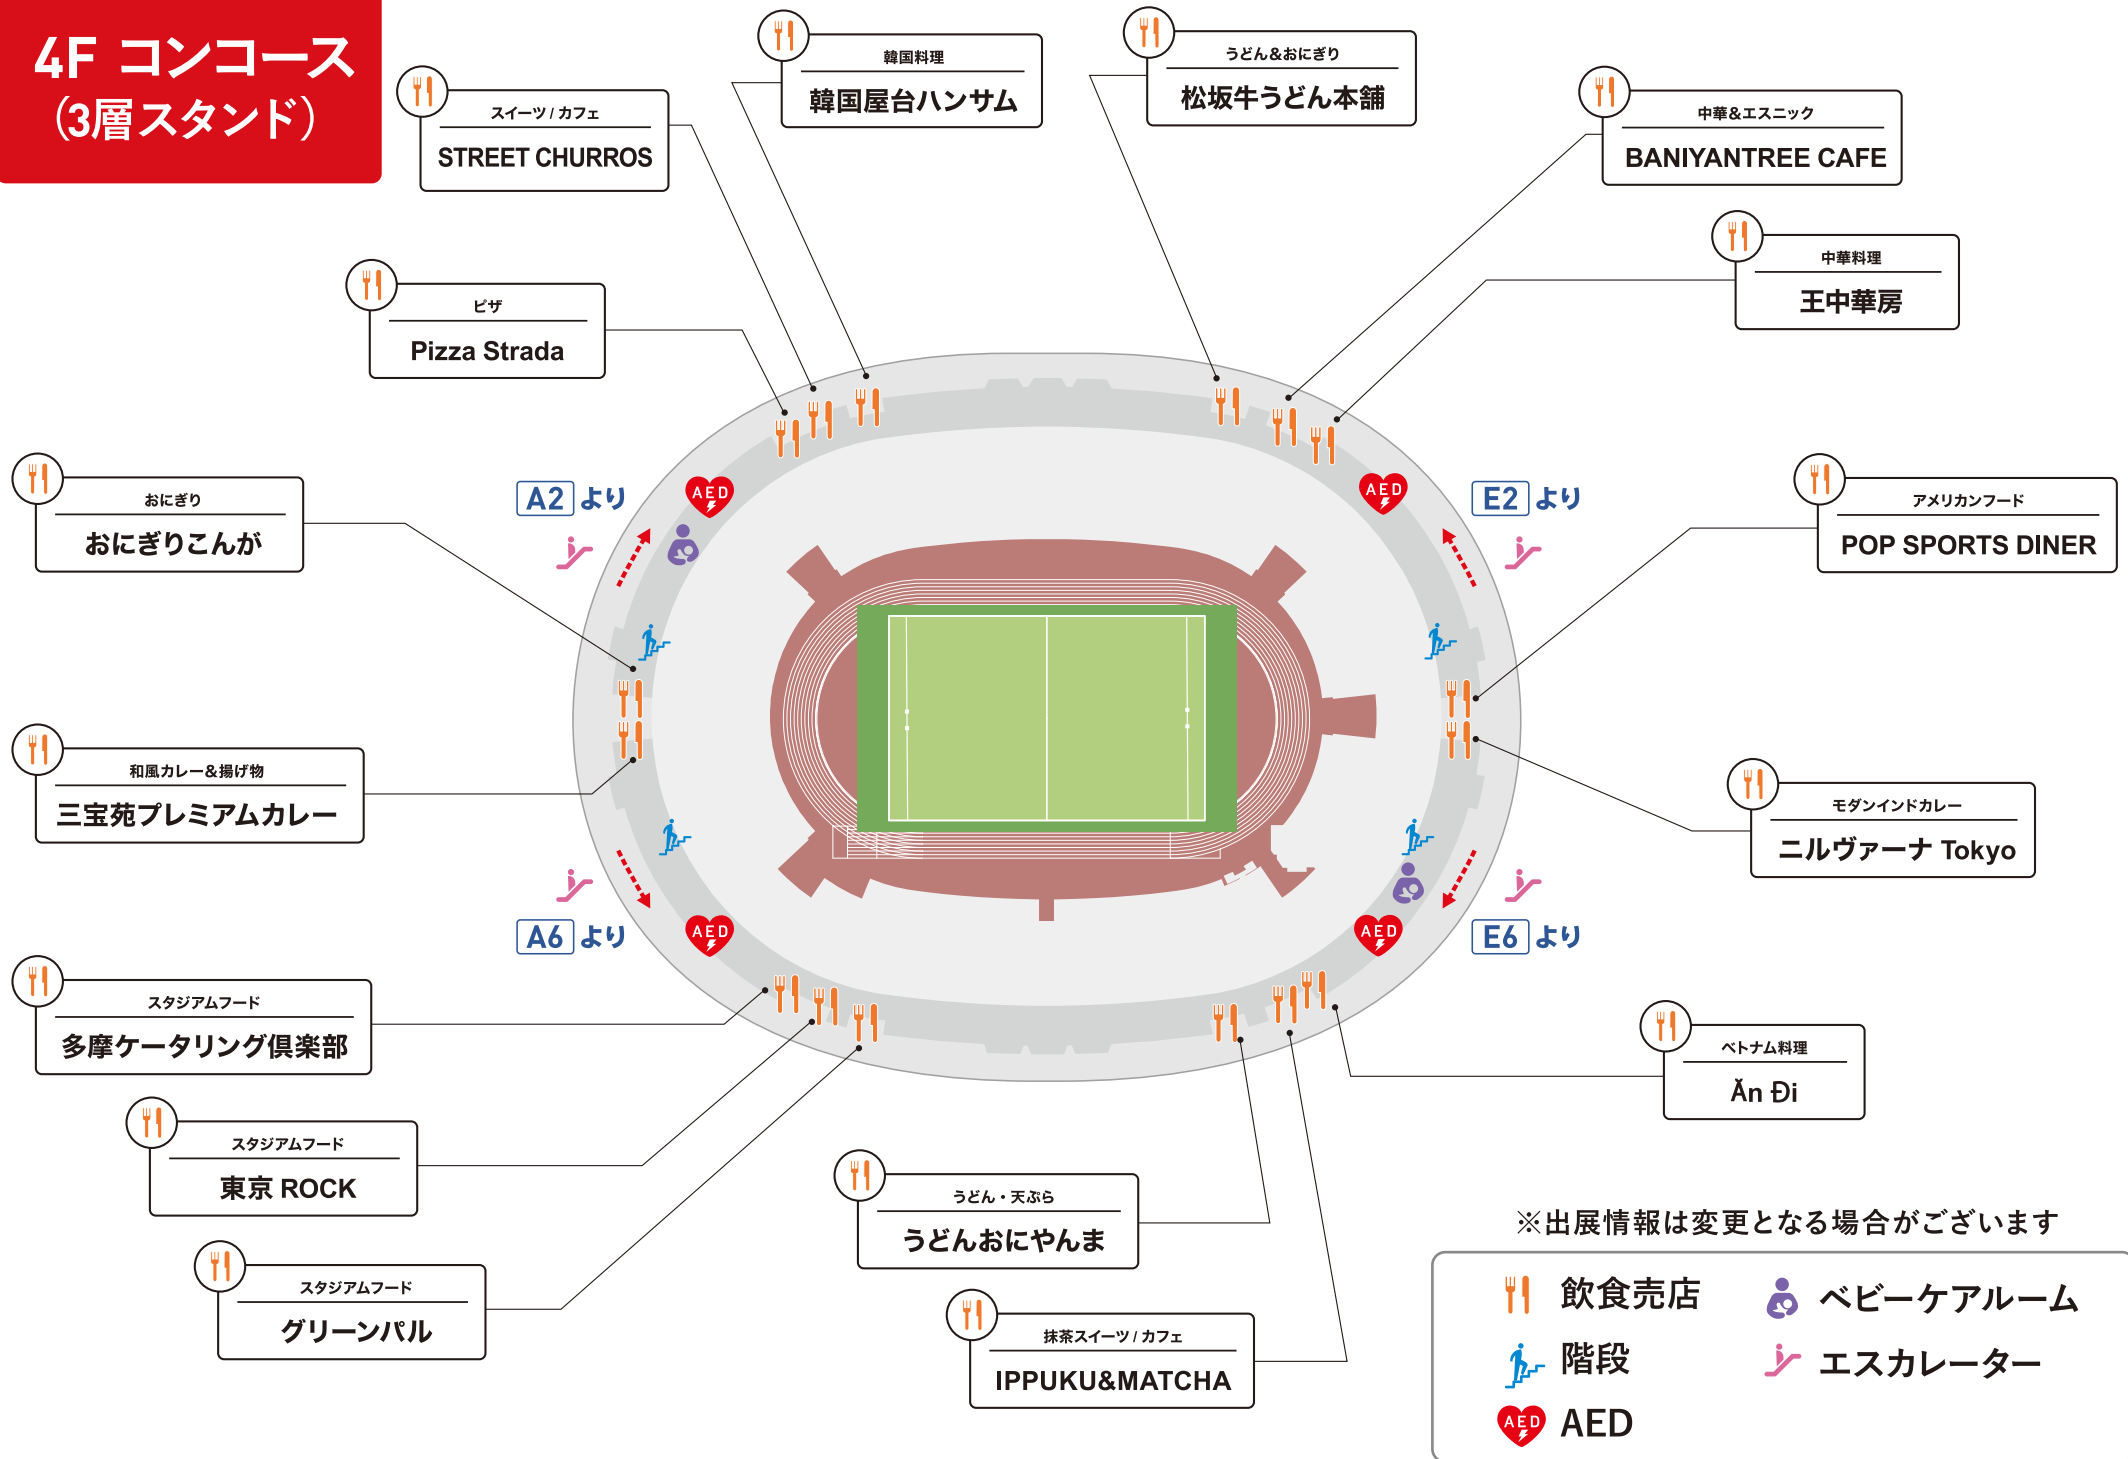 4F コンコース
（3層スタンド）
スイーツ / カフェ
STREET CHURROS
韓国料理
韓国屋台ハンサム
うどん&おにぎり
松坂牛うどん本舗
中華&エスニック
BANIYANTREE CAFE
中華料理
王中華房
ピザ
Pizza Strada
おにぎり
おにぎりこんが
A2 より
AED
AED
E2 より
アメリカンフード
POP SPORTS DINER
和風カレー&揚げ物
三宝苑プレミアムカレー
モダンインドカレー
ニルヴァーナ Tokyo
A6 より
AED
AED
E6 より
スタジアムフード
多摩ケータリング倶楽部
ベトナム料理
Ăn Đi
スタジアムフード
東京 ROCK
うどん・天ぷら
うどんおにやんま
スタジアムフード
グリーンパル
抹茶スイーツ / カフェ
IPPUKU&MATCHA
※出展情報は変更となる場合がございます
飲食売店
ベビーケアルーム
階段
エスカレーター
AED AED